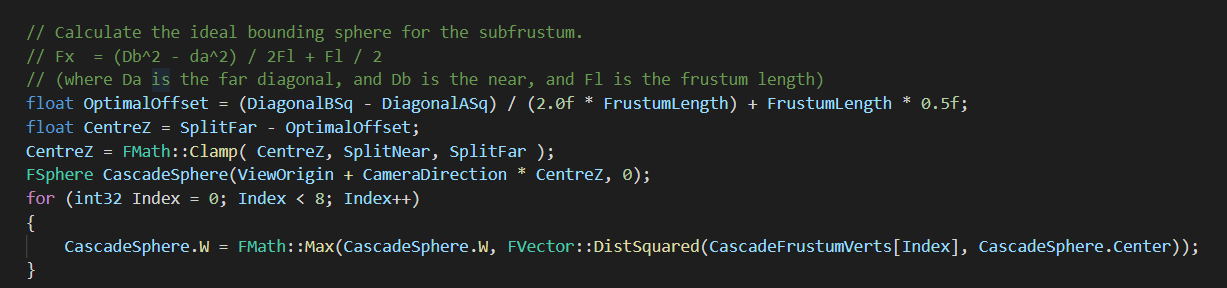 // Calculate the ideal bounding sphere for the subfrustum.
// Fx  = (Db^2 - da^2) / 2Fl + Fl / 2
// (where Da is the far diagonal, and Db is the near, and Fl is the frustum length)
float OptimalOffset = (DiagonalBSq - DiagonalASq) / (2.0f * FrustumLength) + FrustumLength * 0.5f;
float CentreZ = SplitFar - OptimalOffset;
CentreZ = FMath::Clamp( CentreZ, SplitNear, SplitFar );
FSphere CascadeSphere(ViewOrigin + CameraDirection * CentreZ, 0);
for (int32 Index = 0; Index < 8; Index++)
{
    CascadeSphere.W = FMath::Max(CascadeSphere.W, FVector::DistSquared(CascadeFrustumVerts[Index], CascadeSphere.Center));
}